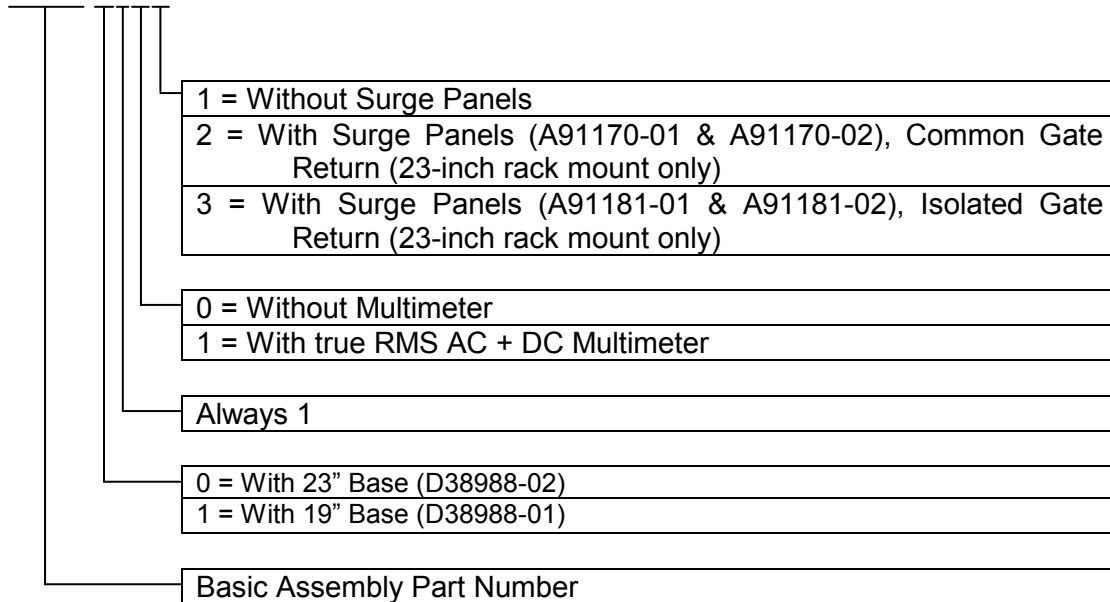 1 = Without Surge Panels
2 = With Surge Panels (A91170-01 & A91170-02), Common Gate
Return (23-inch rack mount only)
3 = With Surge Panels (A91181-01 & A91181-02), Isolated Gate
Return (23-inch rack mount only)
0 = Without Multimeter
1 = With true RMS AC + DC Multimeter
Always 1
0 = With 23” Base (D38988-02)
1 = With 19” Base (D38988-01)
Basic Assembly Part Number